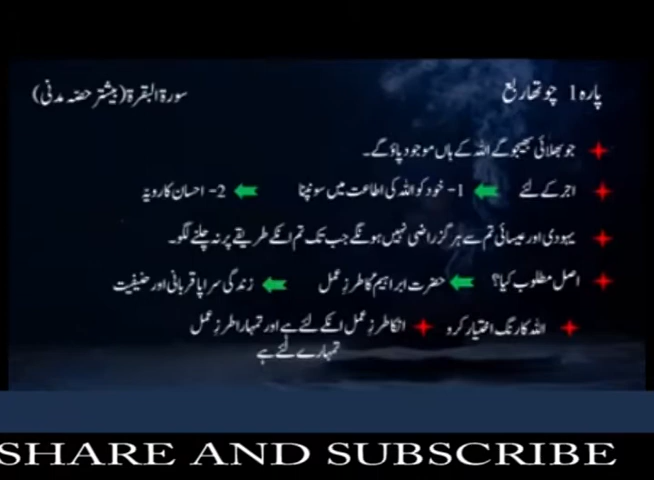 پارہ 1 چوتھا ربع
سورۃ البقرۃ (بیشتر حصہ مدنی)
جو بھلائی بھیجو گے اللہ کے ہاں موجود پاؤ گے۔
اجر کے لئے 1- خود کو اللہ کی اطاعت میں سونپنا 2- احسان کا رویہ
یہودی اور عیسائی تم سے ہرگز راضی نہیں ہونگے جب تک تم انکے طریقے پر نہ چلنے لگو۔
اصل مطلوب کیا؟ حضرت ابراہیمؑ کا طرزِ عمل زندگی سراپا قربانی اور حنیفیت
اللہ کا رنگ اختیار کرو انکا طرزِ عمل انکے لئے ہے اور تمہارا طرزِ عمل
تمہارے لئے ہے
SHARE AND SUBSCRIBE